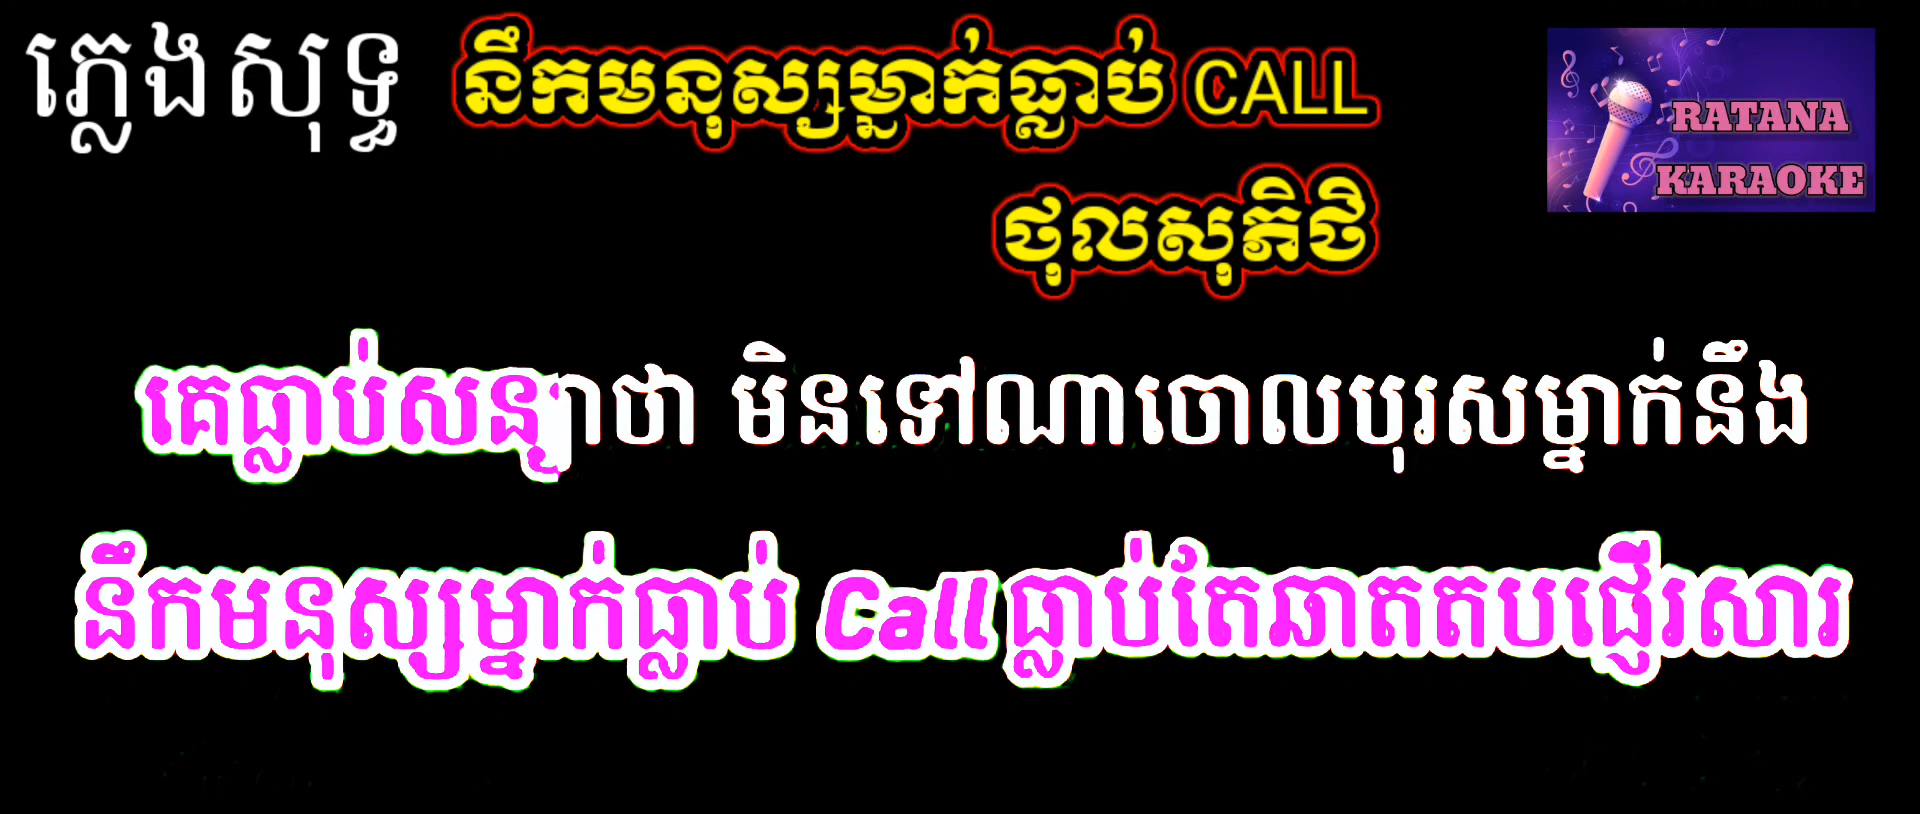 ភ្លេងសុទ្ធ នឹកមនុស្សម្នាក់ធ្លាប់ CALL
ថុលសុភិថិ
RATANA
KARAOKE
គេធ្លាប់សន្យាថា មិនទៅណាចោលបុរសម្នាក់នឹង
នឹកមនុស្សម្នាក់ធ្លាប់ Call ធ្លាប់តែឆាតតបផ្ញើរសារ